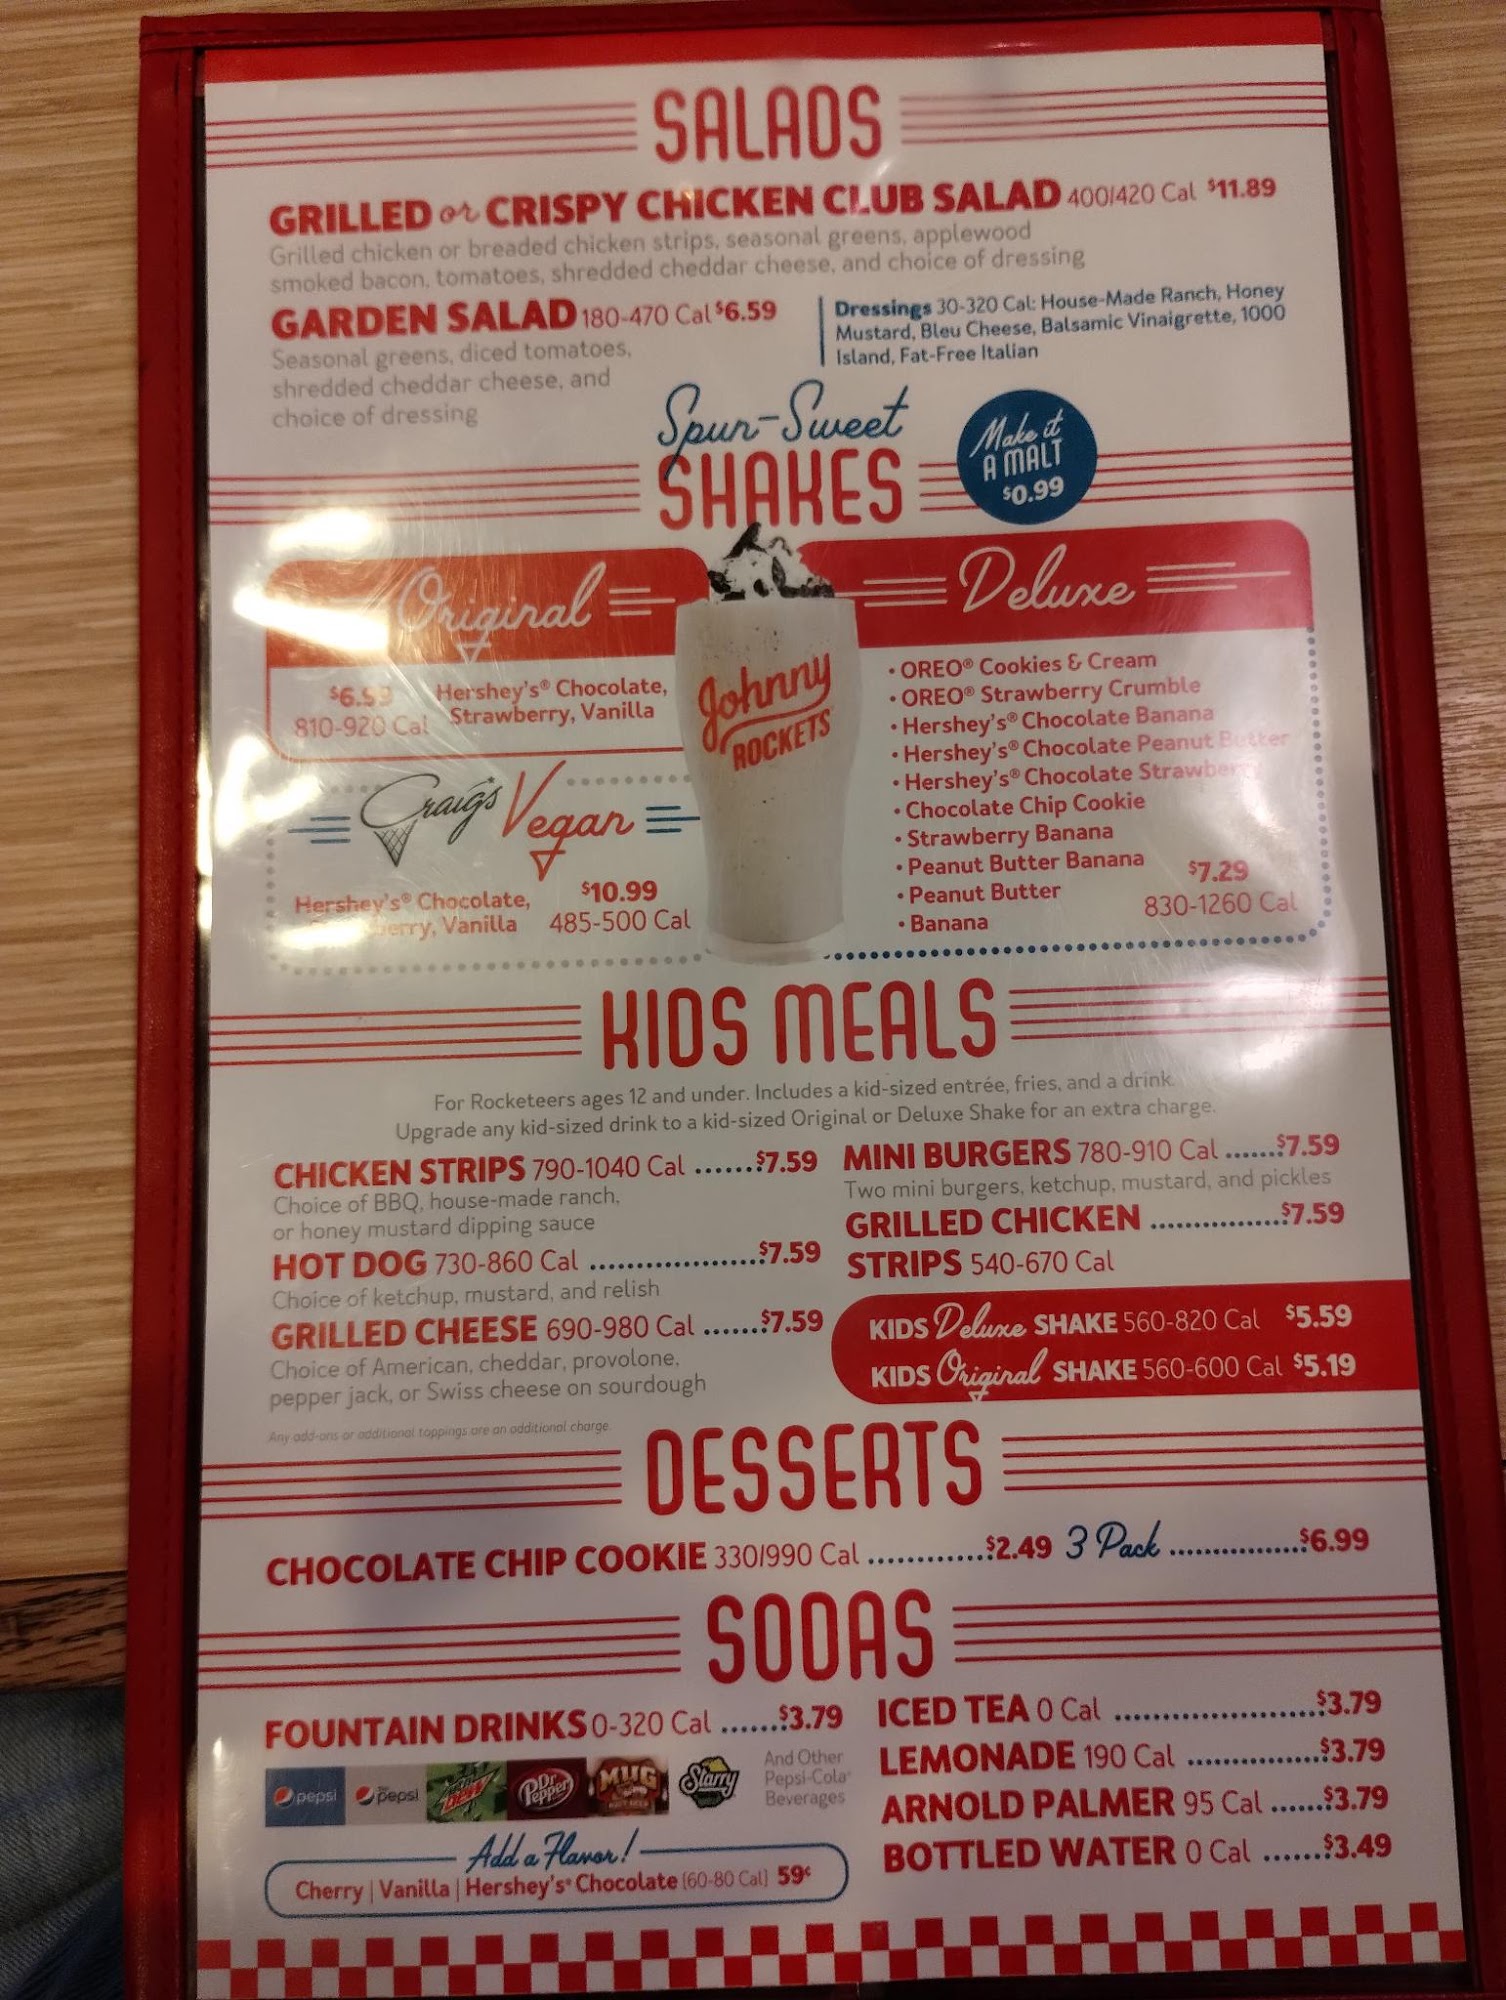 SALADS
GRILLED or CRISPY CHICKEN CLUB SALAD 400/420 Cal $11.89
Grilled chicken or breaded chicken strips, seasonal greens, applewood
smoked bacon, tomatoes, shredded cheddar cheese, and choice of dressing
GARDEN SALAD 180-470 Cal $6.59
Seasonal greens, diced tomatoes,
shredded cheddar cheese, and
choice of dressing
Dressings 30-320 Cal: House-Made Ranch, Honey
Mustard, Bleu Cheese, Balsamic Vinaigrette, 1000
Island, Fat-Free Italian
Spun-Sweet
SHAKES
Make it
A MALT
$0.99
Original
$6.59
810-920 Cal
Hershey's® Chocolate,
Strawberry, Vanilla
Craig's Vegan
Hershey's® Chocolate,
Vanilla
$10.99
485-500 Cal
Johnny
ROCKETS
Deluxe
• OREO® Cookies & Cream
• OREO® Strawberry Crumble
• Hershey's® Chocolate Banana
• Hershey's® Chocolate Peanut Butter
• Hershey's® Chocolate Strawberry
• Chocolate Chip Cookie
• Strawberry Banana
• Peanut Butter Banana
• Peanut Butter
• Banana
$7.29
830-1260 Cal
KIDS MEALS
For Rocketeers ages 12 and under. Includes a kid-sized entrée, fries, and a drink.
Upgrade any kid-sized drink to a kid-sized Original or Deluxe Shake for an extra charge.
CHICKEN STRIPS 790-1040 Cal .......$7.59
Choice of BBQ, house-made ranch,
or honey mustard dipping sauce
HOT DOG 730-860 Cal ....................$7.59
Choice of ketchup, mustard, and relish
GRILLED CHEESE 690-980 Cal .......$7.59
Choice of American, cheddar, provolone,
pepper jack, or Swiss cheese on sourdough
Any add-ons or additional toppings are an additional charge.
MINI BURGERS 780-910 Cal .......$7.59
Two mini burgers, ketchup, mustard, and pickles
GRILLED CHICKEN .................$7.59
STRIPS 540-670 Cal
KIDS Deluxe SHAKE 560-820 Cal $5.59
KIDS Original SHAKE 560-600 Cal $5.19
DESSERTS
CHOCOLATE CHIP COOKIE 330/990 Cal .............$2.49 3 Pack .................$6.99
SODAS
FOUNTAIN DRINKS 0-320 Cal .......$3.79
pepsi
pepsi
Mtn Dew
Dr Pepper
MUG
Starry
And Other
Pepsi-Cola®
Beverages
Add a Flavor!
Cherry | Vanilla | Hershey's® Chocolate (60-80 Cal) 59¢
ICED TEA 0 Cal ........................$3.79
LEMONADE 190 Cal ................$3.79
ARNOLD PALMER 95 Cal .......$3.79
BOTTLED WATER 0 Cal .......$3.49